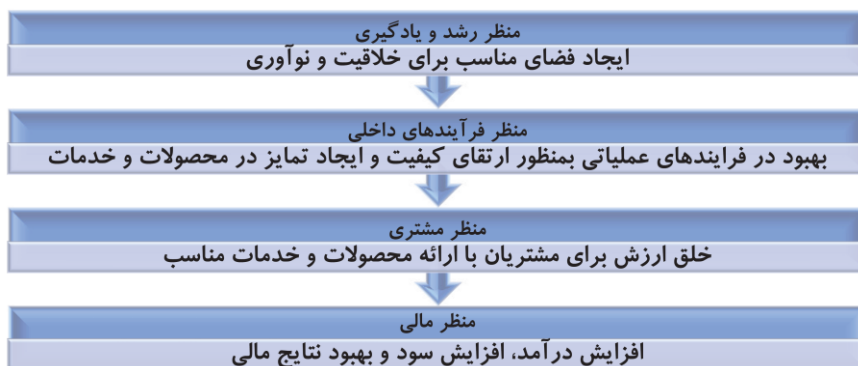 منظر رشد و یادگیری
ایجاد فضای مناسب برای خلاقیت و نوآوری
منظر فرآیندهای داخلی
بهبود در فرایندهای عملیاتی بمنظور ارتقای کیفیت و ایجاد تمایز در محصولات و خدمات
منظر مشتری
خلق ارزش برای مشتریان با ارائه محصولات و خدمات مناسب
منظر مالی
افزایش درآمد، افزایش سود و بهبود نتایج مالی